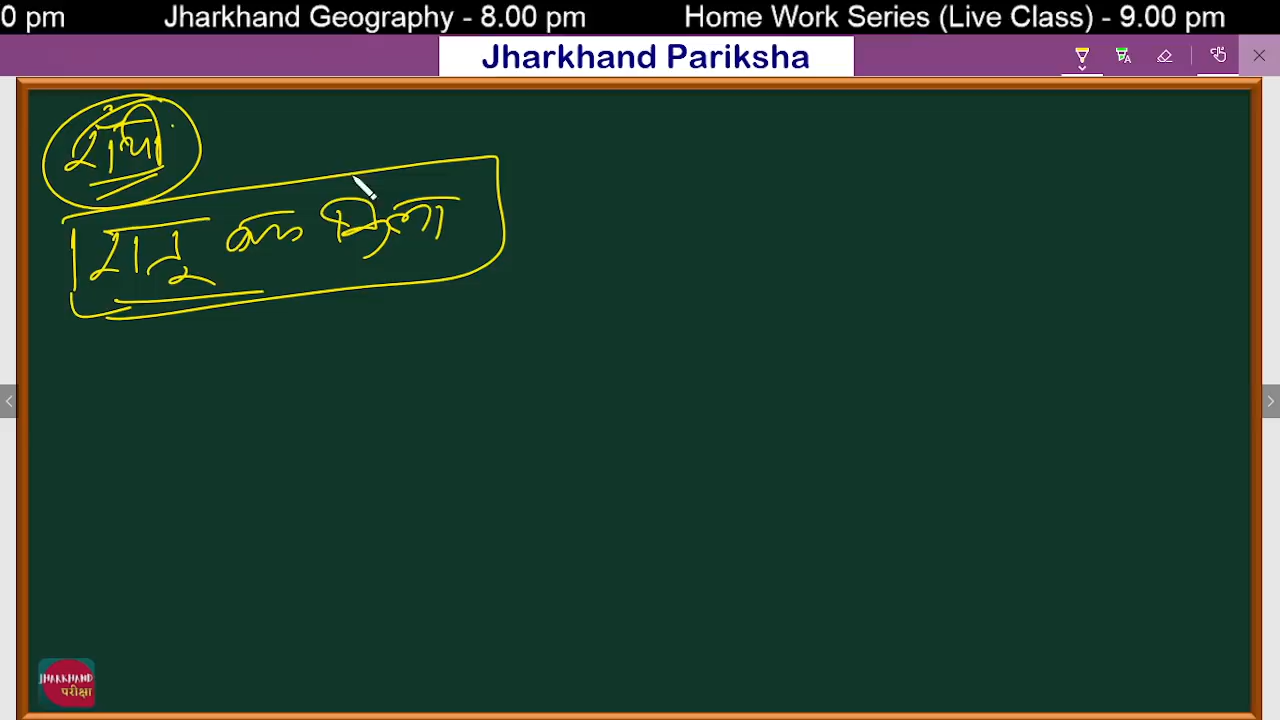 0 pm Jharkhand Geography - 8.00 pm Home Work Series (Live Class) - 9.00 pm
Jharkhand Pariksha
राँची
रातू का किला
JHARKHAND
परीक्षा